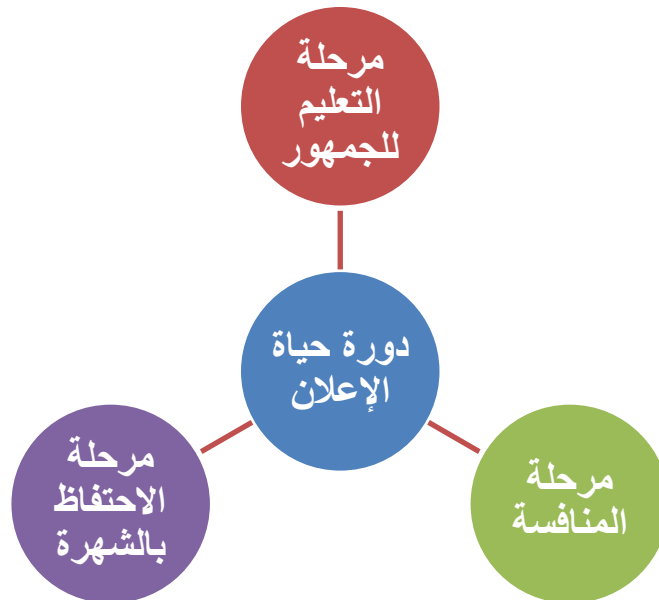 مرحلة
التعليم
للجمهور
دورة حياة
الإعلان
مرحلة
المنافسة
مرحلة
الاحتفاظ
بالشهرة